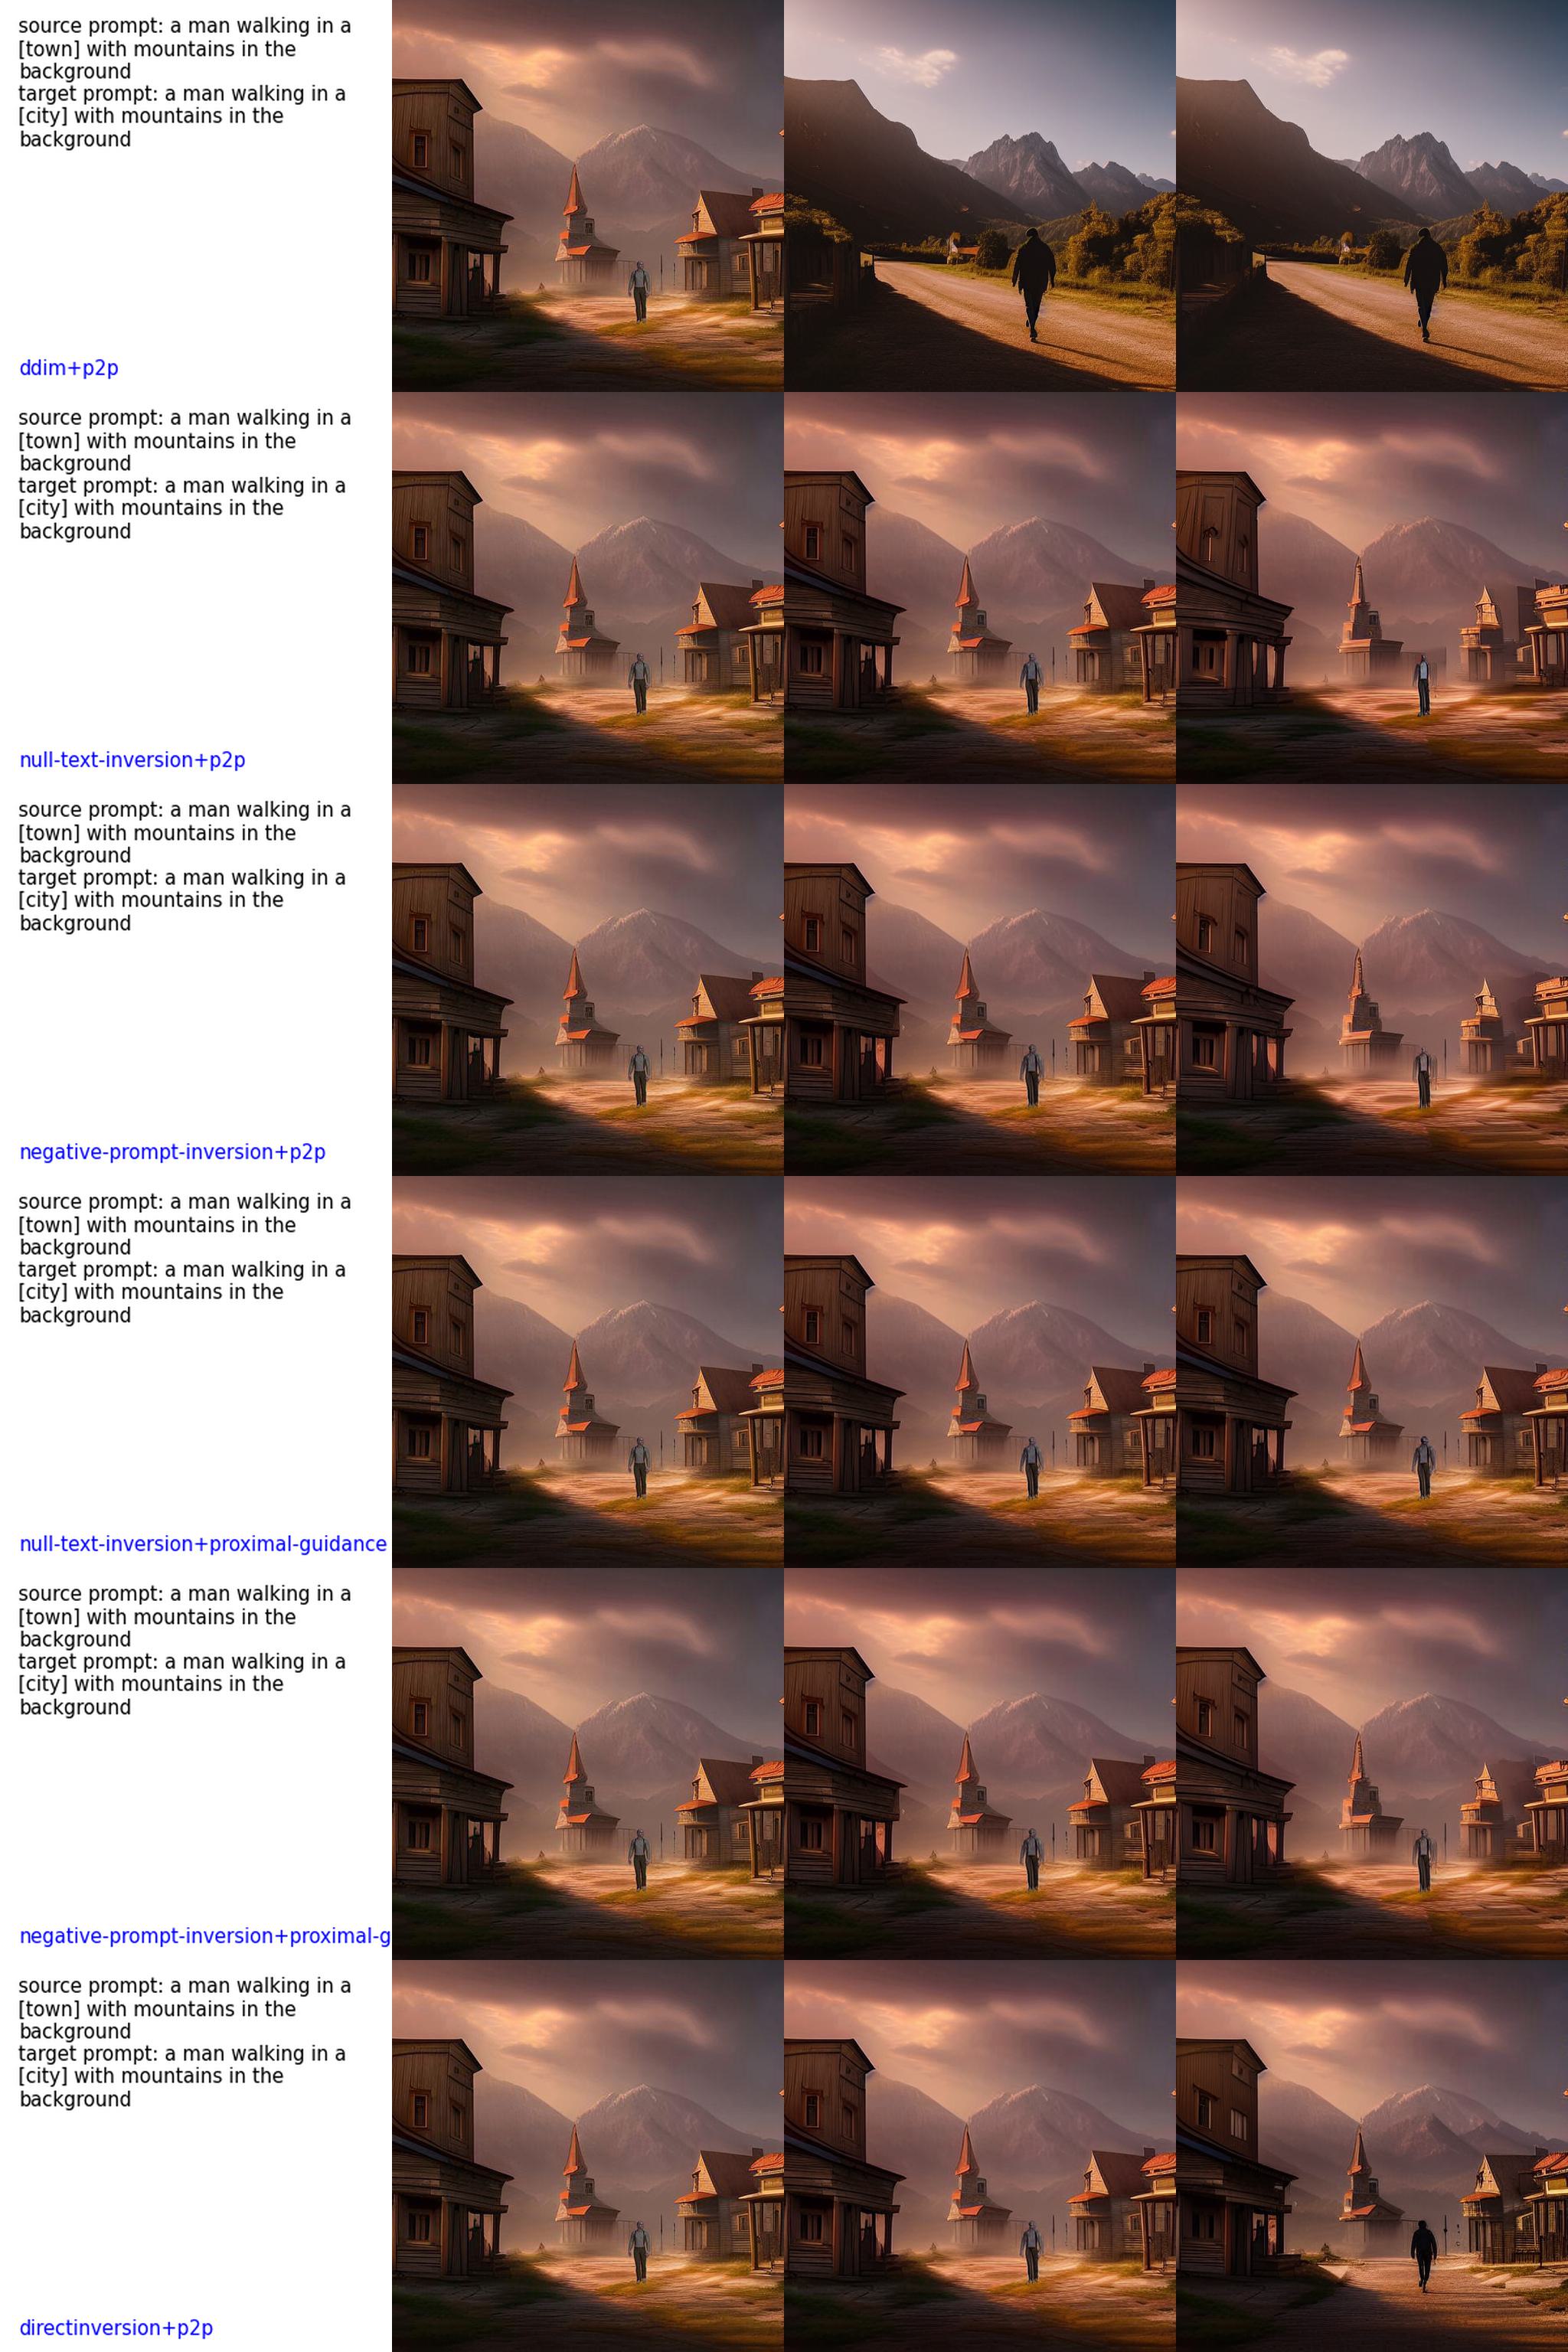 source prompt: a man walking in a
[town] with mountains in the
background
target prompt: a man walking in a
[city] with mountains in the
background
ddim+p2p
source prompt: a man walking in a
[town] with mountains in the
background
target prompt: a man walking in a
[city] with mountains in the
background
null-text-inversion+p2p
source prompt: a man walking in a
[town] with mountains in the
background
target prompt: a man walking in a
[city] with mountains in the
background
negative-prompt-inversion+p2p
source prompt: a man walking in a
[town] with mountains in the
background
target prompt: a man walking in a
[city] with mountains in the
background
null-text-inversion+proximal-guidance
source prompt: a man walking in a
[town] with mountains in the
background
target prompt: a man walking in a
[city] with mountains in the
background
negative-prompt-inversion+proximal-g
source prompt: a man walking in a
[town] with mountains in the
background
target prompt: a man walking in a
[city] with mountains in the
background
directinversion+p2p